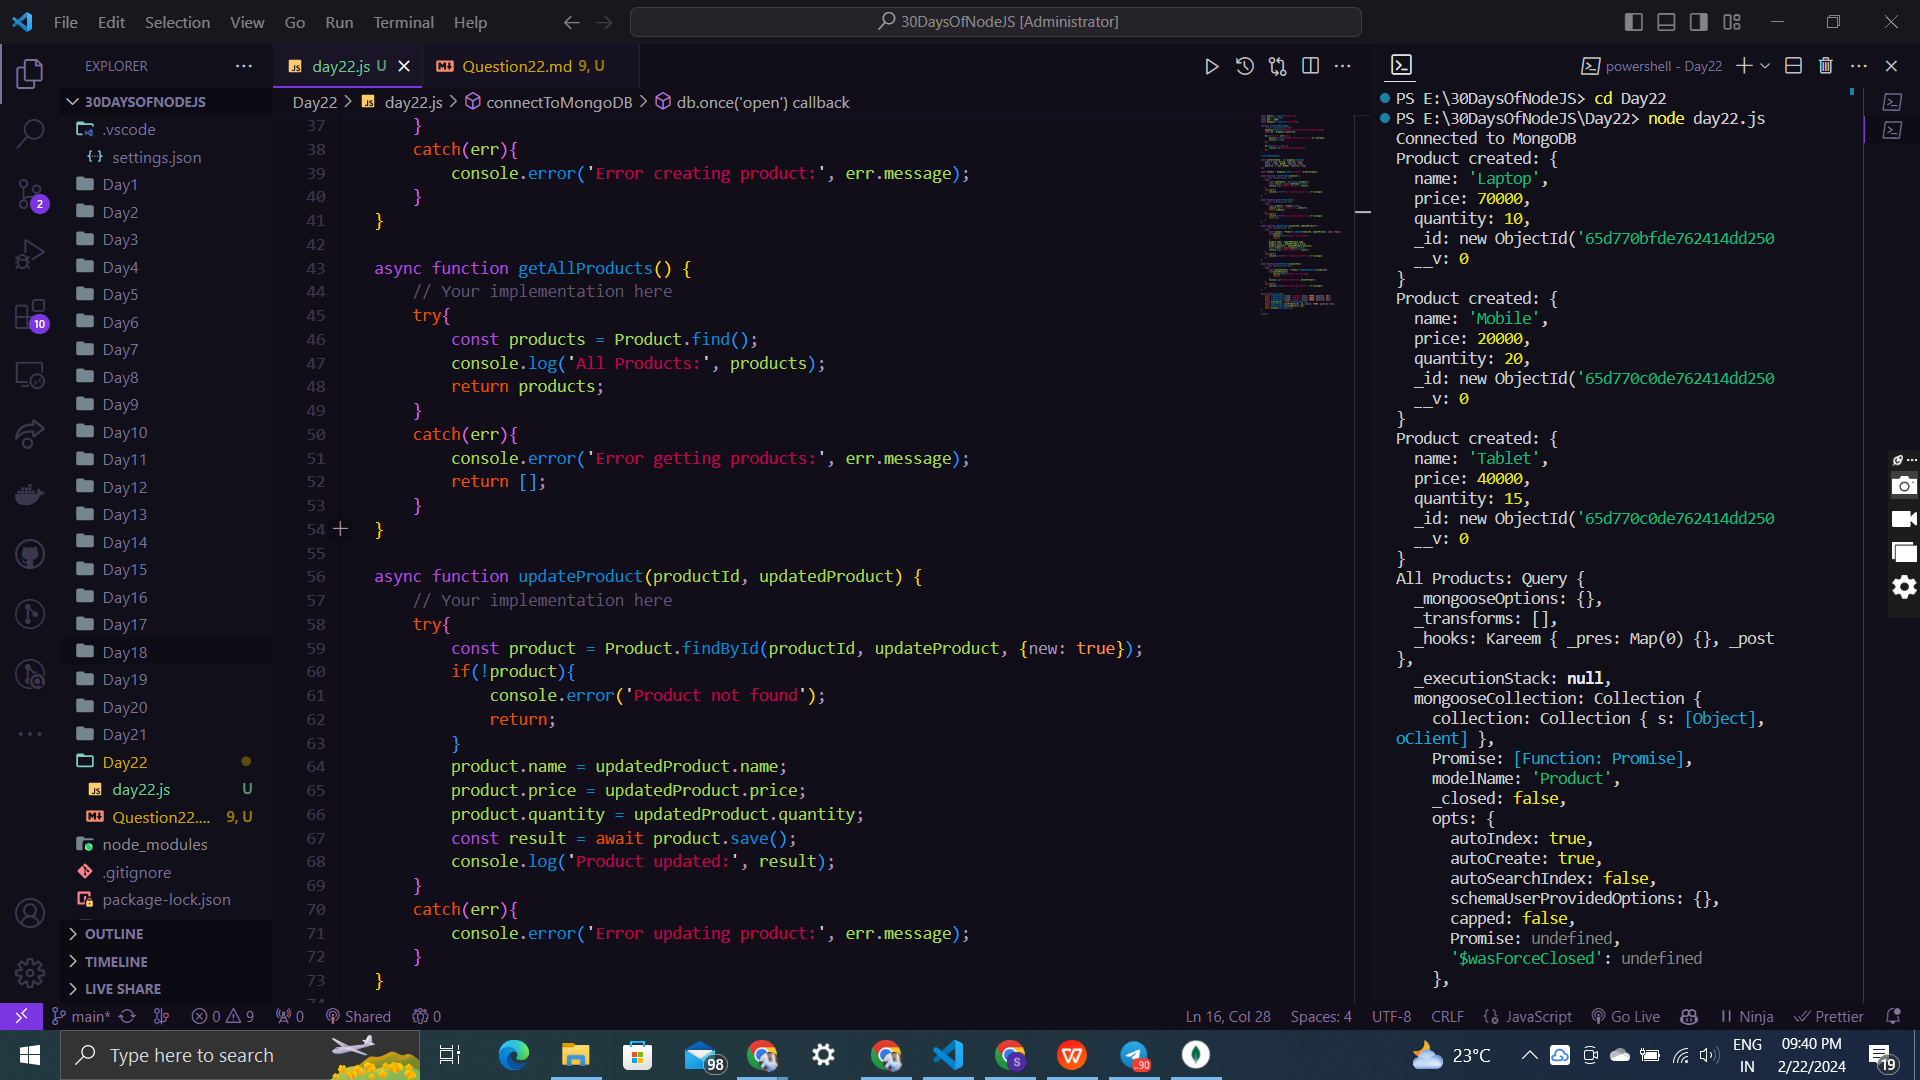 File Edit Selection View Go Run Terminal Help
30DaysOfNodeJS [Administrator]
EXPLORER
30DAYSOFNODEJS
.vscode
settings.json
Day1
Day2
Day3
Day4
Day5
Day6
Day7
Day8
Day9
Day10
Day11
Day12
Day13
Day14
Day15
Day16
Day17
Day18
Day19
Day20
Day21
Day22
day22.js U
Question22.... 9, U
node_modules
.gitignore
package-lock.json
OUTLINE
TIMELINE
LIVE SHARE
2
10
day22.js U
Question22.md 9, U
Day22 > day22.js > connectToMongoDB > db.once('open') callback
37 }
38 catch(err){
39 console.error('Error creating product:', err.message);
40 }
41 }
42
43 async function getAllProducts() {
44 // Your implementation here
45 try{
46 const products = Product.find();
47 console.log('All Products:', products);
48 return products;
49 }
50 catch(err){
51 console.error('Error getting products:', err.message);
52 return [];
53 }
54 }
55
56 async function updateProduct(productId, updatedProduct) {
57 // Your implementation here
58 try{
59 const product = Product.findById(productId, updateProduct, {new: true});
60 if(!product){
61 console.error('Product not found');
62 return;
63 }
64 product.name = updatedProduct.name;
65 product.price = updatedProduct.price;
66 product.quantity = updatedProduct.quantity;
67 const result = await product.save();
68 console.log('Product updated:', result);
69 }
70 catch(err){
71 console.error('Error updating product:', err.message);
72 }
73 }
powershell - Day22
PS E:\30DaysOfNodeJS> cd Day22
PS E:\30DaysOfNodeJS\Day22> node day22.js
Connected to MongoDB
Product created: {
name: 'Laptop',
price: 70000,
quantity: 10,
_id: new ObjectId('65d770bfde762414dd250
__v: 0
}
Product created: {
name: 'Mobile',
price: 20000,
quantity: 20,
_id: new ObjectId('65d770c0de762414dd250
__v: 0
}
Product created: {
name: 'Tablet',
price: 40000,
quantity: 15,
_id: new ObjectId('65d770c0de762414dd250
__v: 0
}
All Products: Query {
_mongooseOptions: {},
_transforms: [],
_hooks: Kareem { _pres: Map(0) {}, _post
},
_executionStack: null,
mongooseCollection: Collection {
collection: Collection { s: [Object],
oClient] },
Promise: [Function: Promise],
modelName: 'Product',
_closed: false,
opts: {
autoIndex: true,
autoCreate: true,
autoSearchIndex: false,
schemaUserProvidedOptions: {},
capped: false,
Promise: undefined,
'$wasForceClosed': undefined
},
main* 0 9 0 Shared 0
Ln 16, Col 28 Spaces: 4 UTF-8 CRLF JavaScript Go Live Ninja Prettier
Type here to search
98
.90
23°C
ENG
IN
09:40 PM
2/22/2024
19